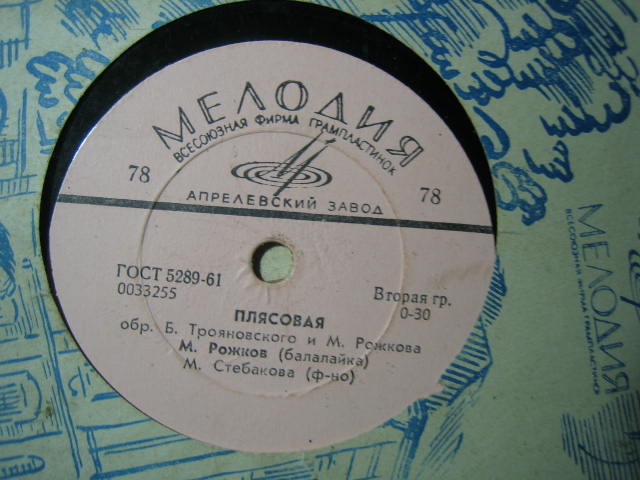 МЕЛОДИЯ
ВСЕСОЮЗНАЯ ФИРМА ГРАМПЛАСТИНОК
78 78
АПРЕЛЕВСКИЙ ЗАВОД
ГОСТ 5289-61
0033255
Вторая гр.
0-30
ПЛЯСОВАЯ
обр. Б. Трояновского и М. Рожкова
М. Рожков (балалайка)
М. Стебакова (ф-но)
МЕЛОДИЯ
ВСЕСОЮЗНАЯ ФИРМА ГРАМПЛАСТИНОК